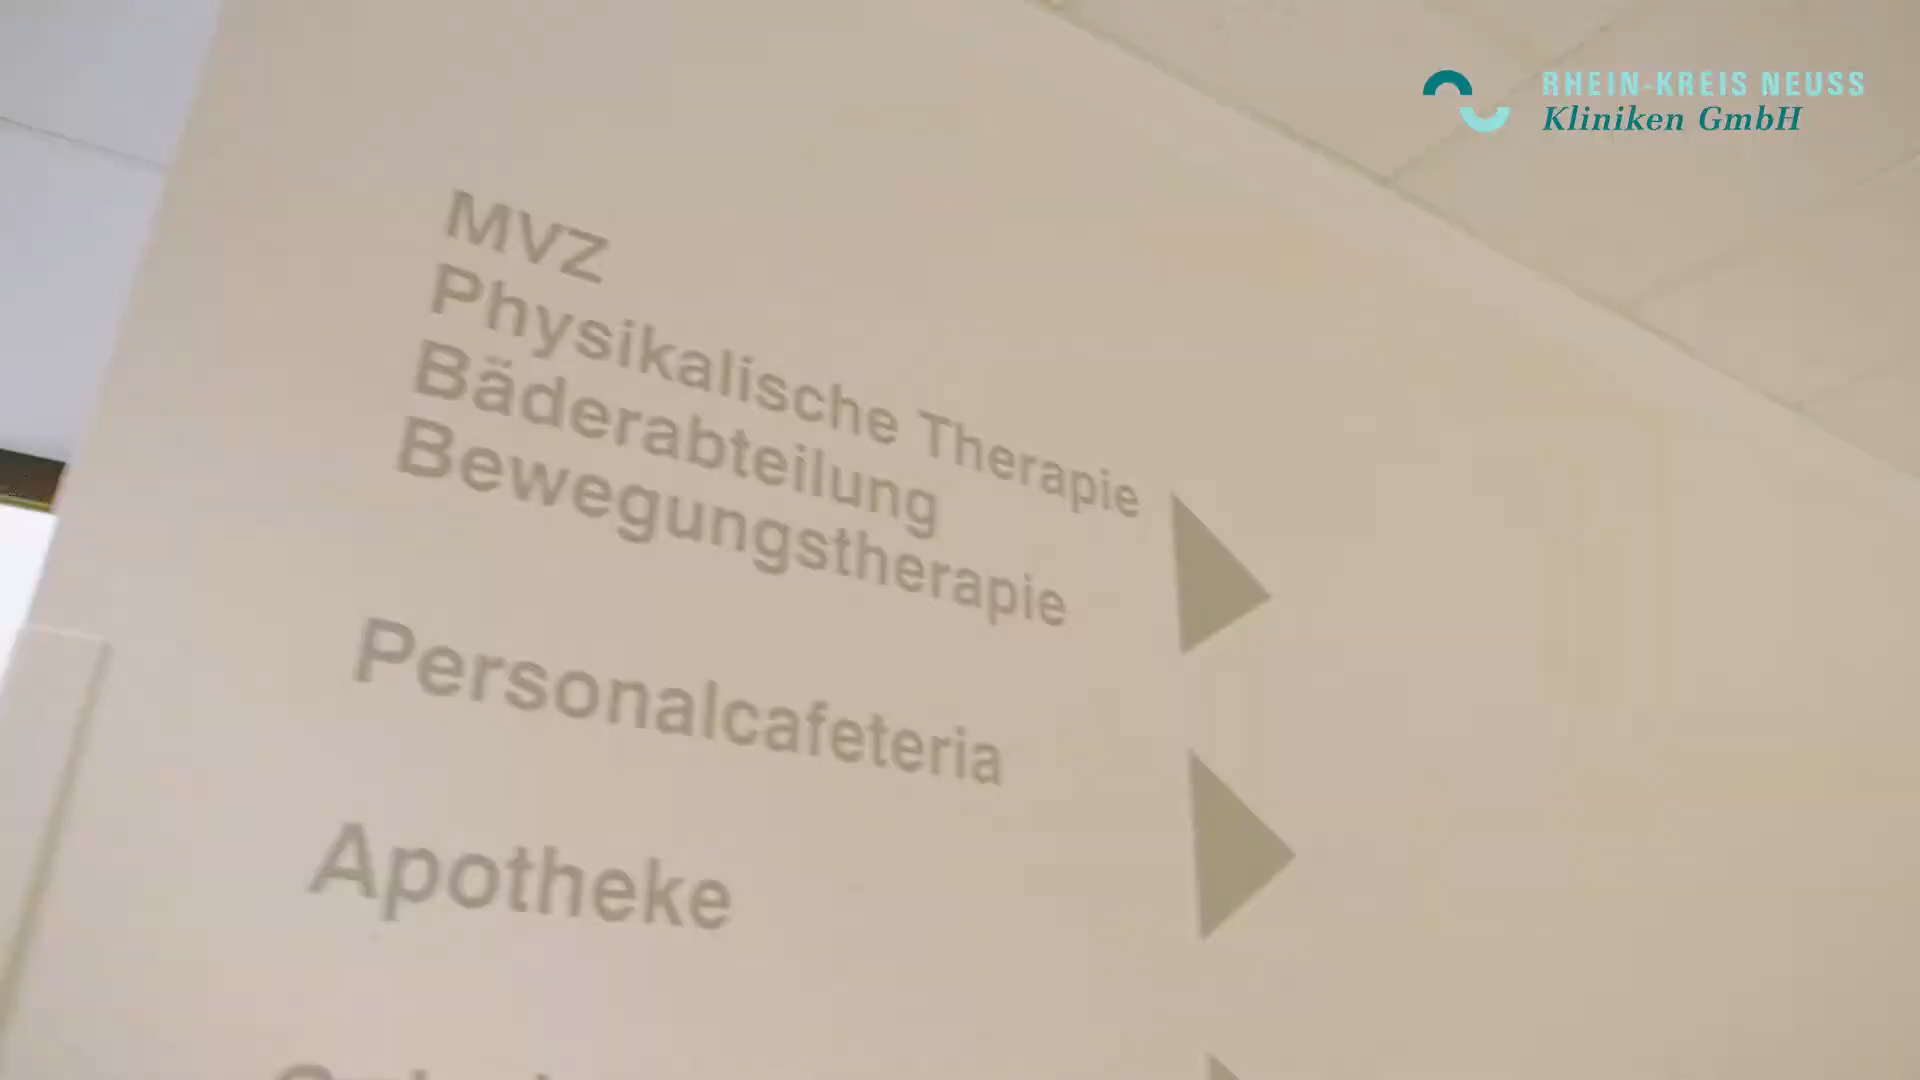 RHEIN-KREIS NEUSS
Kliniken GmbH
MVZ
Physikalische Therapie
Bäderabteilung
Bewegungstherapie
Personalcafeteria
Apotheke